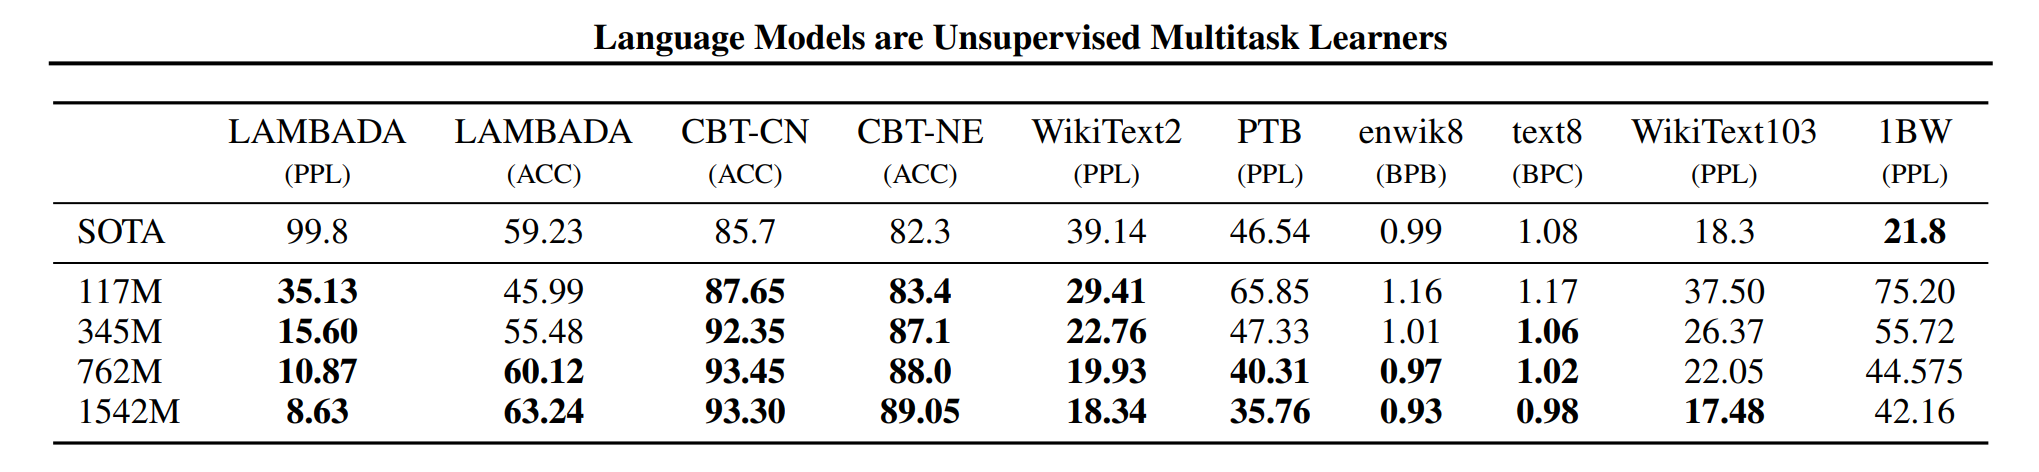 Language Models are Unsupervised Multitask Learners
LAMBADA LAMBADA CBT-CN CBT-NE WikiText2 PTB enwik8 text8 WikiText103 1BW
(PPL) (ACC) (ACC) (ACC) (PPL) (PPL) (BPB) (BPC) (PPL) (PPL)
SOTA 99.8 59.23 85.7 82.3 39.14 46.54 0.99 1.08 18.3 21.8
117M 35.13 45.99 87.65 83.4 29.41 65.85 1.16 1.17 37.50 75.20
345M 15.60 55.48 92.35 87.1 22.76 47.33 1.01 1.06 26.37 55.72
762M 10.87 60.12 93.45 88.0 19.93 40.31 0.97 1.02 22.05 44.575
1542M 8.63 63.24 93.30 89.05 18.34 35.76 0.93 0.98 17.48 42.16